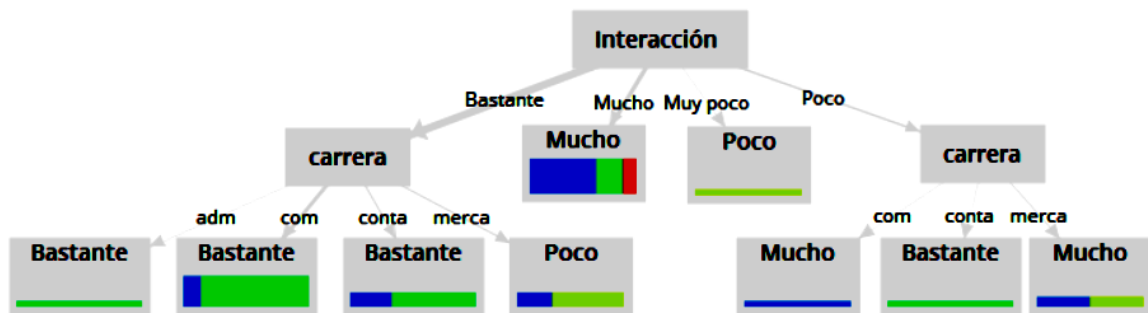 Interacción
Bastante
Mucho
Muy poco
Poco
carrera
Mucho
Poco
carrera
adm
com
conta
merca
com
conta
merca
Bastante
Bastante
Bastante
Poco
Mucho
Bastante
Mucho